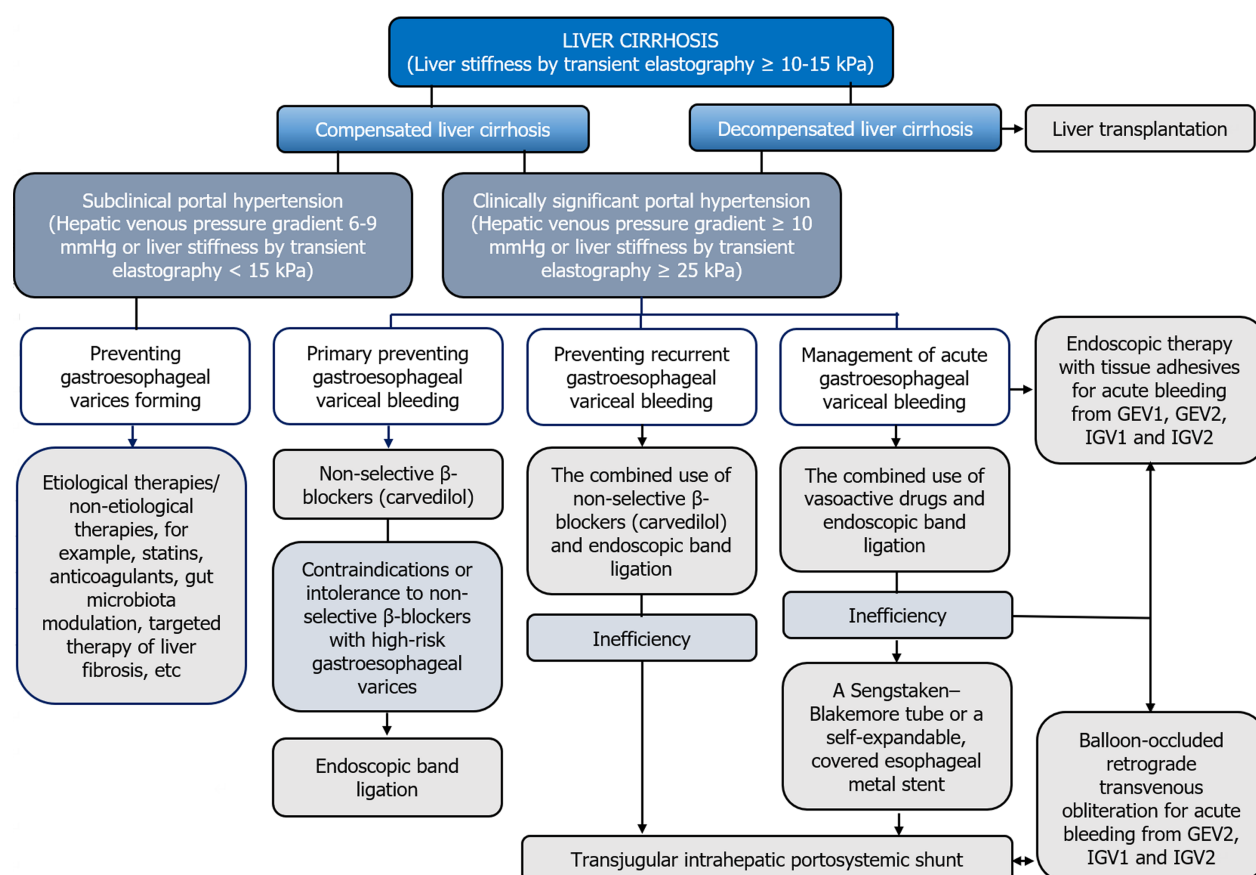 LIVER CIRRHOSIS
(Liver stiffness by transient elastography ≥ 10-15 kPa)
Compensated liver cirrhosis
Decompensated liver cirrhosis
Liver transplantation
Subclinical portal hypertension
(Hepatic venous pressure gradient 6-9
mmHg or liver stiffness by transient
elastography < 15 kPa)
Clinically significant portal hypertension
(Hepatic venous pressure gradient ≥ 10
mmHg or liver stiffness by transient
elastography ≥ 25 kPa)
Preventing
gastroesophageal
varices forming
Primary preventing
gastroesophageal
variceal bleeding
Preventing recurrent
gastroesophageal
variceal bleeding
Management of acute
gastroesophageal
variceal bleeding
Endoscopic therapy
with tissue adhesives
for acute bleeding
from GEV1, GEV2,
IGV1 and IGV2
Etiological therapies/
non-etiological
therapies, for
example, statins,
anticoagulants, gut
microbiota
modulation, targeted
therapy of liver
fibrosis, etc
Non-selective β-
blockers (carvedilol)
Contraindications or
intolerance to non-
selective β-blockers
with high-risk
gastroesophageal
varices
Endoscopic band
ligation
The combined use of
non-selective β-
blockers (carvedilol)
and endoscopic band
ligation
Inefficiency
The combined use of
vasoactive drugs and
endoscopic band
ligation
Inefficiency
A Sengstaken–
Blakemore tube or a
self-expandable,
covered esophageal
metal stent
Balloon-occluded
retrograde
transvenous
obliteration for acute
bleeding from GEV2,
IGV1 and IGV2
Transjugular intrahepatic portosystemic shunt